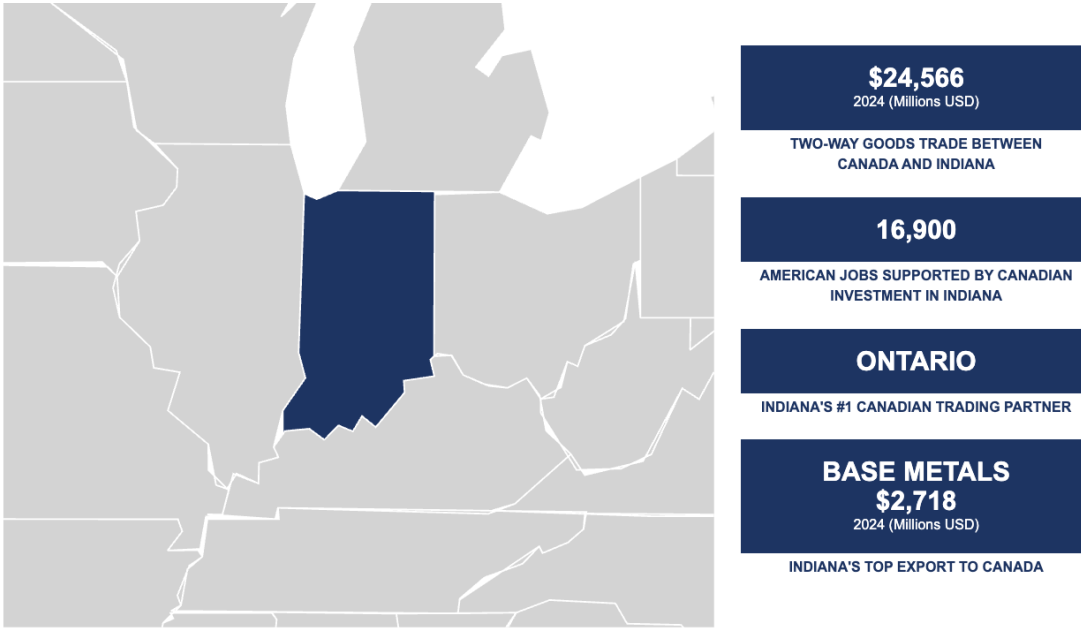 $24,566
2024 (Millions USD)
TWO-WAY GOODS TRADE BETWEEN
CANADA AND INDIANA
16,900
AMERICAN JOBS SUPPORTED BY CANADIAN
INVESTMENT IN INDIANA
ONTARIO
INDIANA'S #1 CANADIAN TRADING PARTNER
BASE METALS
$2,718
2024 (Millions USD)
INDIANA'S TOP EXPORT TO CANADA